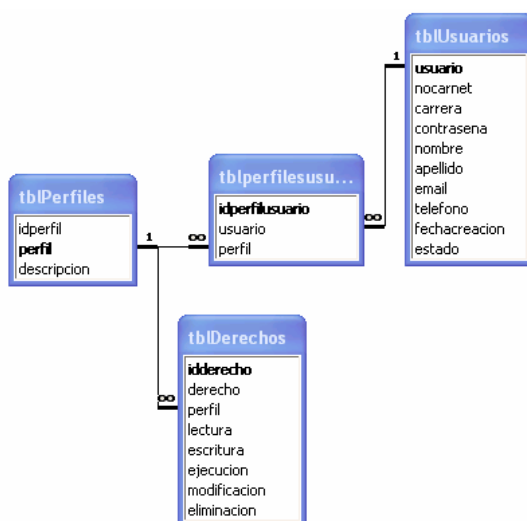 tblUsuarios
usuario
nocarnet
carrera
contrasena
nombre
apellido
email
telefono
fechacreacion
estado
1
tblperfilesusu...
idperfilusuario
usuario
perfil
∞
∞
tblPerfiles
idperfil
perfil
descripcion
1
tblDerechos
idderecho
derecho
perfil
lectura
escritura
ejecucion
modificacion
eliminacion
∞